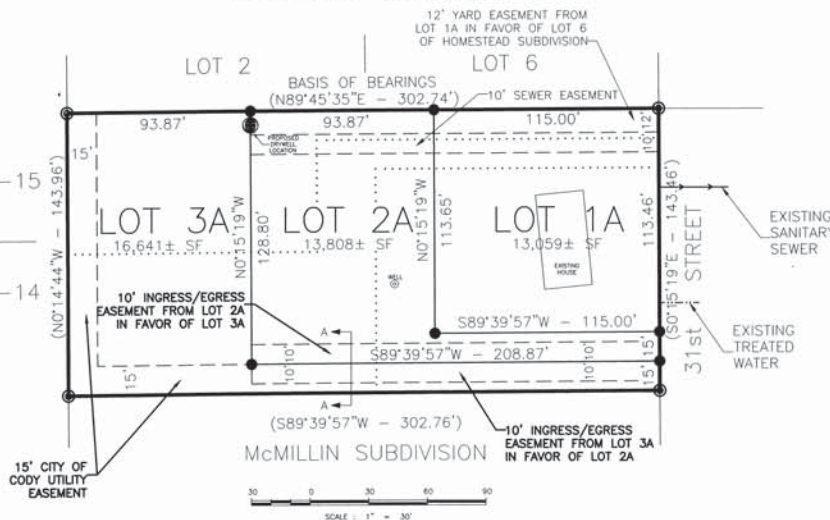 12' YARD EASEMENT FROM
LOT 1A IN FAVOR OF LOT 6
OF HOMESTEAD SUBDIVISION
LOT 2
LOT 6
BASIS OF BEARINGS
(N89°45'35"E - 302.74')
10' SEWER EASEMENT
93.87'
93.87'
115.00'
12'
10'
15'
PROPOSED
DRYWELL
LOCATION
(N0°14'44"W - 143.96')
N0°15'19"W
128.80'
N0°15'19"W
113.65'
113.46'
(S0°15'19"E - 143.46')
31st STREET
-15
-14
LOT 3A
16,641± SF
LOT 2A
13,808± SF
LOT 1A
13,059± SF
EXISTING
HOUSE
WELL
EXISTING
SANITARY
SEWER
EXISTING
TREATED
WATER
10' INGRESS/EGRESS
EASEMENT FROM LOT 2A
IN FAVOR OF LOT 3A
A
S89°39'57"W - 115.00'
S89°39'57"W - 208.87'
10'
10'
10'
10'
15'
15'
15'
A
(S89°39'57"W - 302.76')
10' INGRESS/EGRESS
EASEMENT FROM LOT 3A
IN FAVOR OF LOT 2A
McMILLIN SUBDIVISION
15' CITY OF
CODY UTILITY
EASEMENT
30 0 30 60 90
SCALE : 1" = 30'